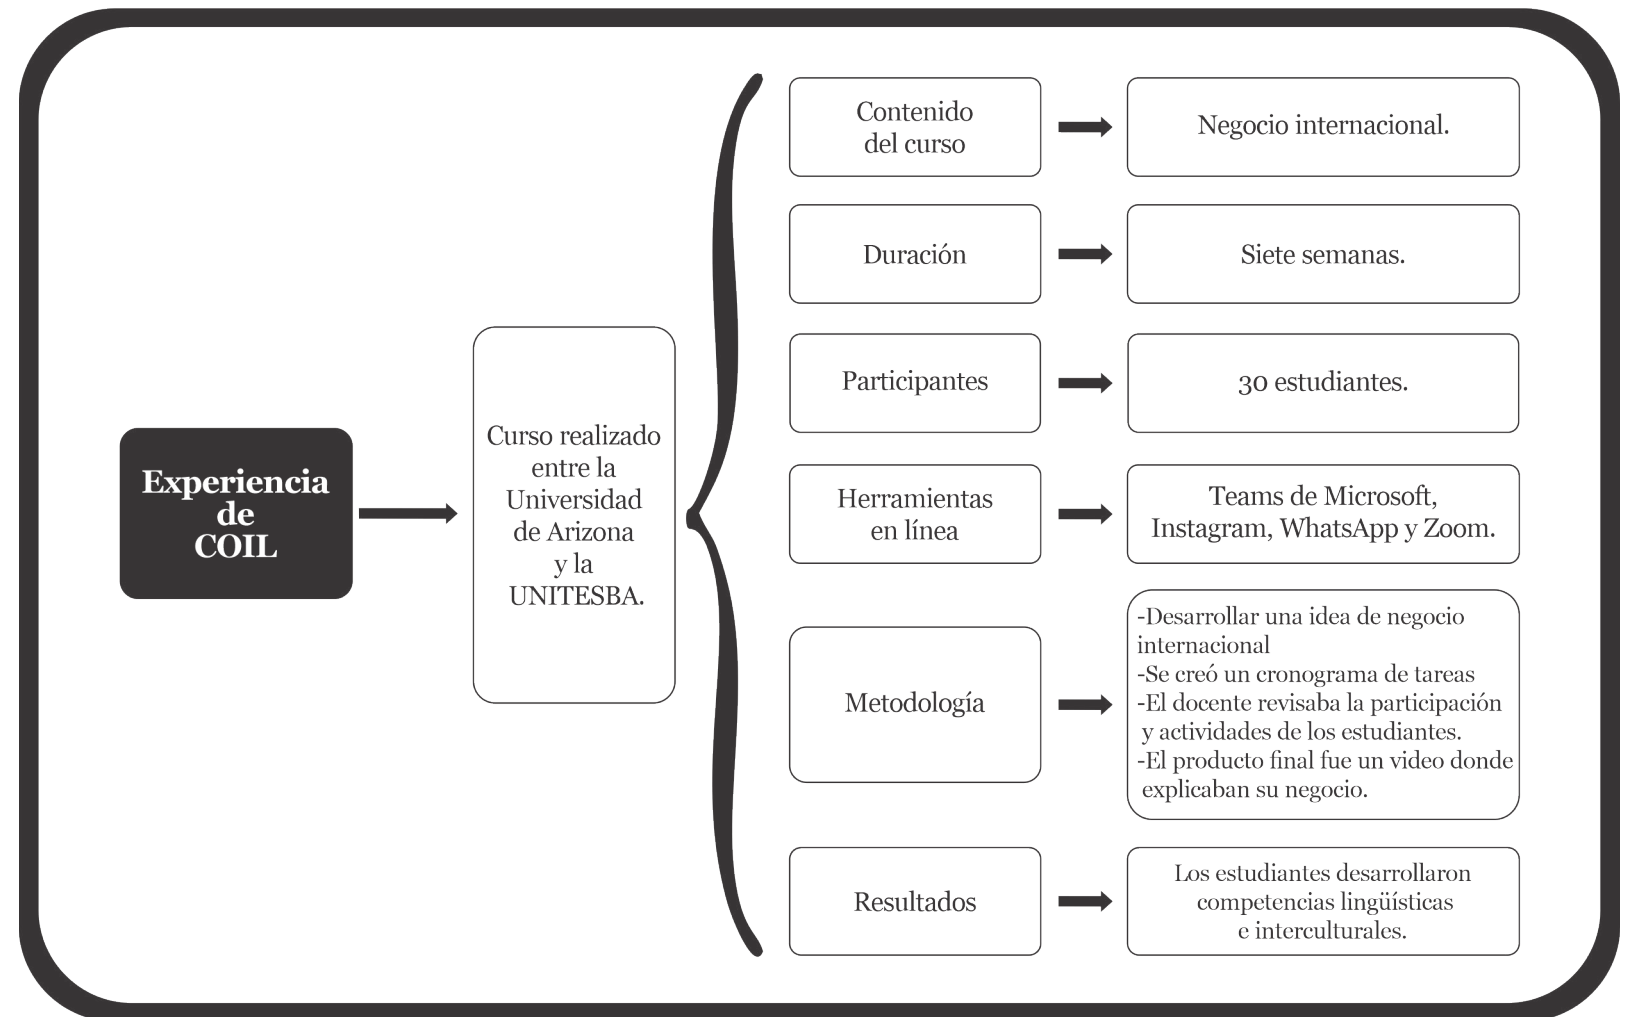 Experiencia
de
COIL
Curso realizado
entre la
Universidad
de Arizona
y la
UNITESBA.
Contenido
del curso
Negocio internacional.
Duración
Siete semanas.
Participantes
30 estudiantes.
Herramientas
en línea
Teams de Microsoft,
Instagram, WhatsApp y Zoom.
Metodología
-Desarrollar una idea de negocio
internacional
-Se creó un cronograma de tareas
-El docente revisaba la participación
y actividades de los estudiantes.
-El producto final fue un video donde
explicaban su negocio.
Resultados
Los estudiantes desarrollaron
competencias lingüísticas
e interculturales.